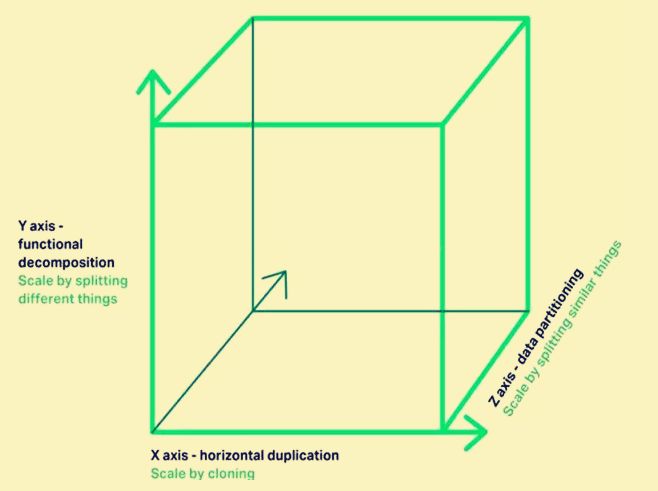 Y axis -
functional
decomposition
Scale by splitting
different things
Z axis - data partitioning
Scale by splitting similar things
X axis - horizontal duplication
Scale by cloning